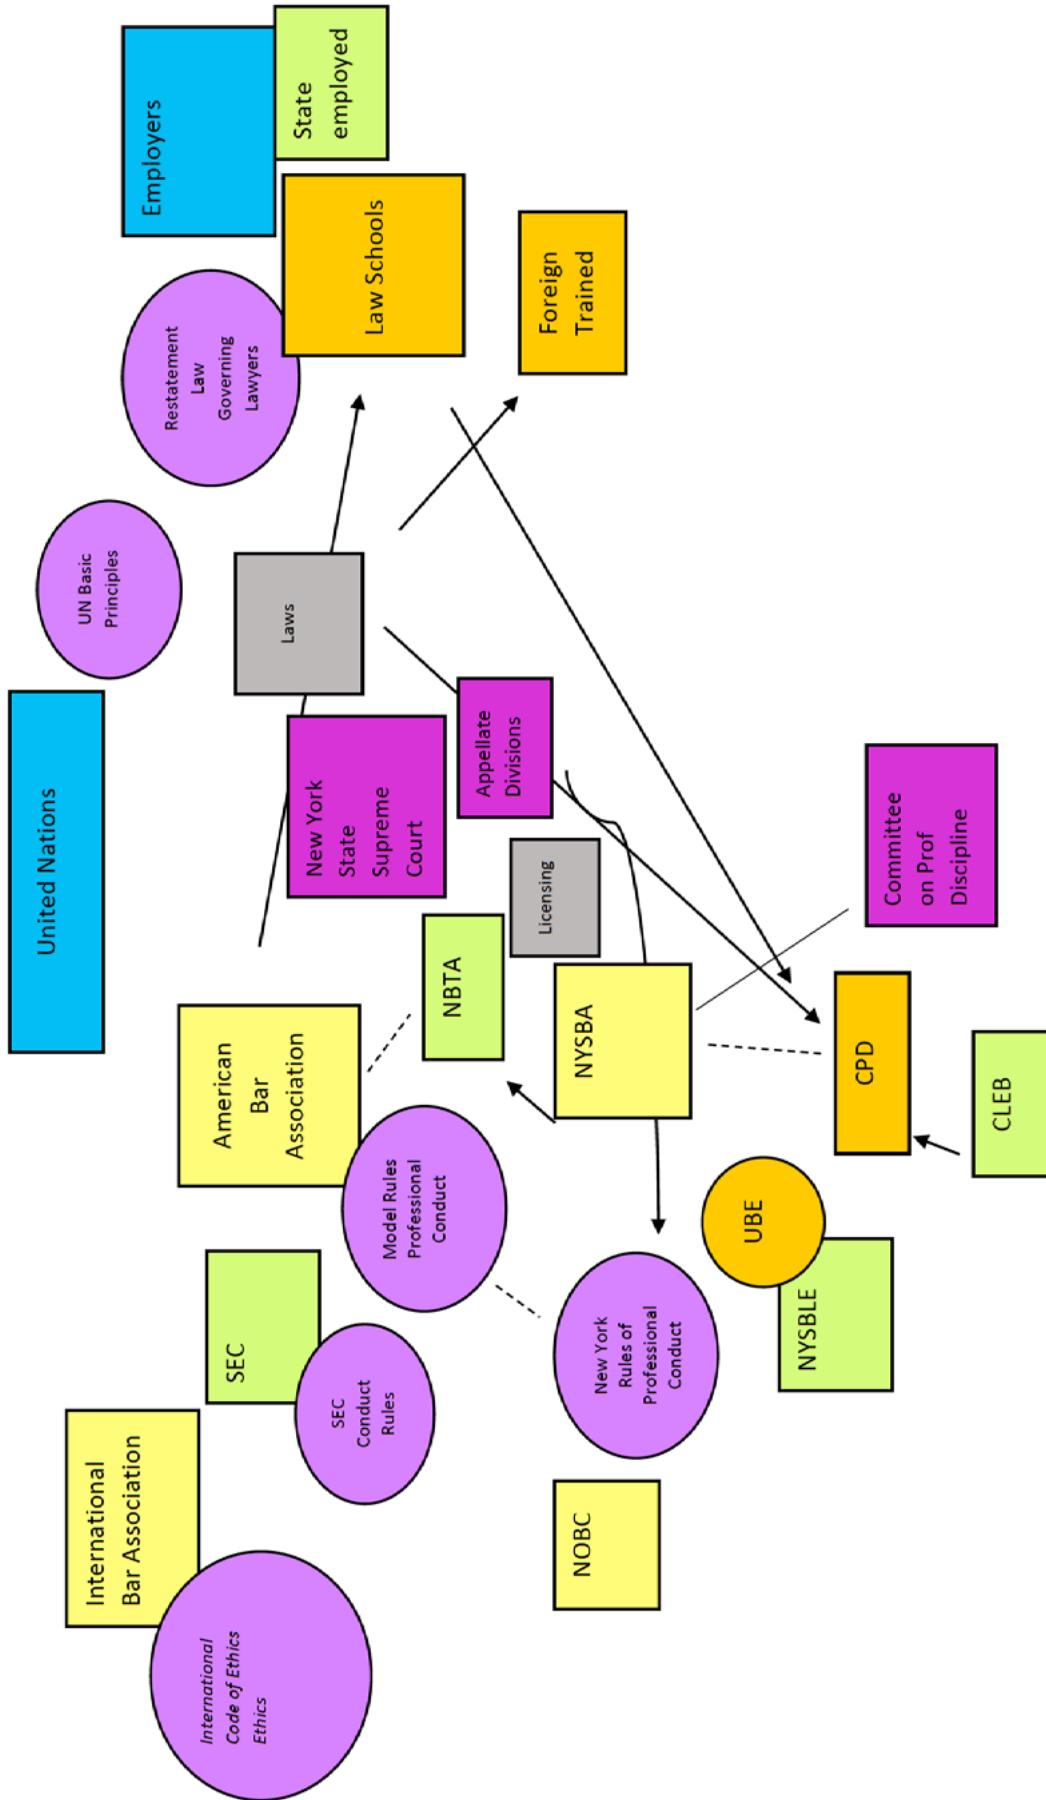 United Nations
International
Bar Association
International
Code of Ethics
Ethics
SEC
SEC
Conduct
Rules
American
Bar
Association
Model Rules
Professional
Conduct
UN Basic
Principles
Laws
Restatement
Law
Governing
Lawyers
Employers
State
employed
Law Schools
Foreign
Trained
New York
State
Supreme
Court
Appellate
Divisions
Licensing
NBTA
NYSBA
NOBC
New York
Rules of
Professional
Conduct
UBE
NYSBLE
CPD
CLEB
Committee
on Prof
Discipline